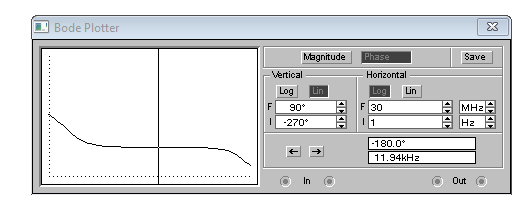 Bode Plotter
Magnitude Phase Save
Vertical Horizontal
Log Lin Log Lin
F 90° F 30 MHz
I -270° I 1 Hz
← → -180.0°
11.94kHz
In Out